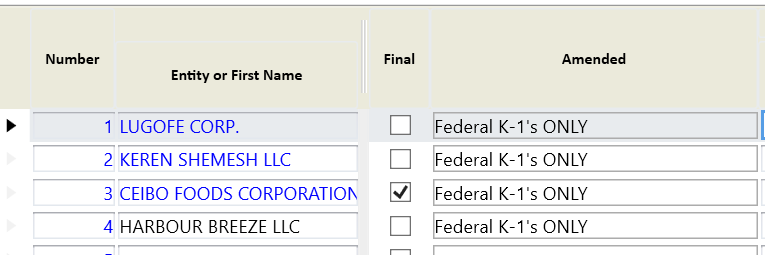 Number Entity or First Name Final Amended
1 LUGOFE CORP. Federal K-1's ONLY
2 KEREN SHEMESH LLC Federal K-1's ONLY
3 CEIBO FOODS CORPORATION Federal K-1's ONLY
4 HARBOUR BREEZE LLC Federal K-1's ONLY